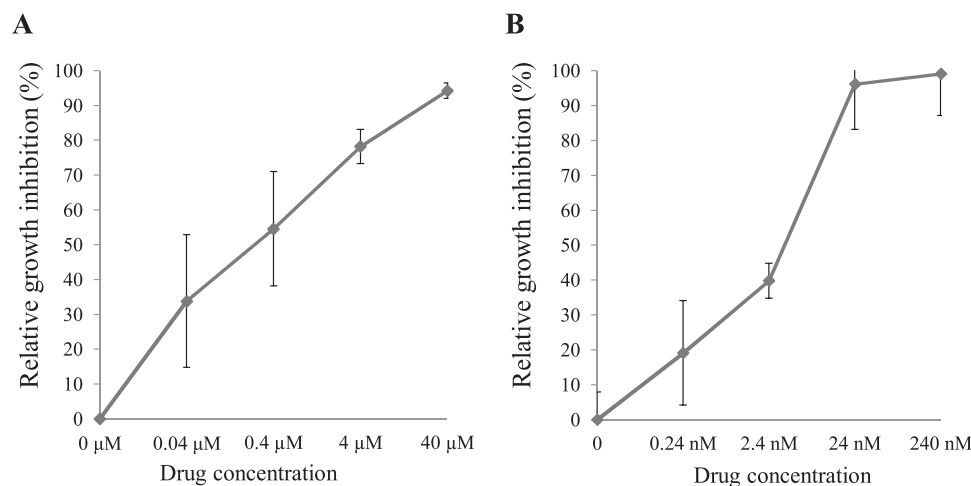 A
Relative growth inhibition (%)
100
90
80
70
60
50
40
30
20
10
0
0 μM 0.04 μM 0.4 μM 4 μM 40 μM
Drug concentration
B
Relative growth inhibition (%)
100
90
80
70
60
50
40
30
20
10
0
0 0.24 nM 2.4 nM 24 nM 240 nM
Drug concentration